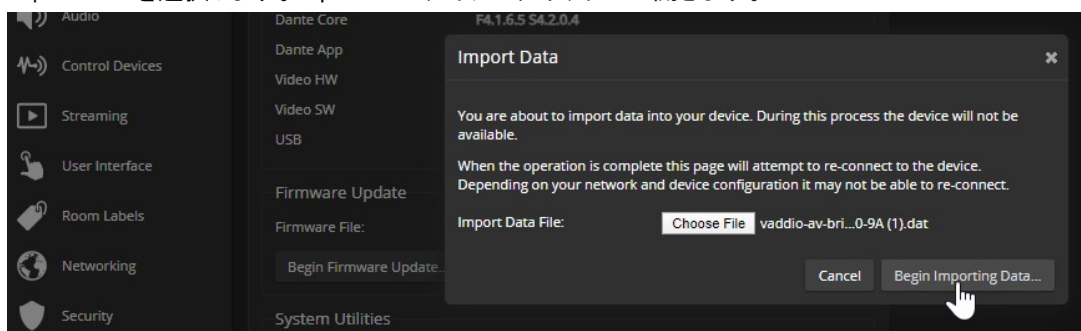 Audio
Control Devices
Streaming
User Interface
Room Labels
Networking
Security
Dante Core F4.1.6.5 S4.2.0.4
Dante App
Video HW
Video SW
USB
Firmware Update
Firmware File:
Begin Firmware Update...
System Utilities
Import Data
You are about to import data into your device. During this process the device will not be
available.
When the operation is complete this page will attempt to re-connect to the device.
Depending on your network and device configuration it may not be able to re-connect.
Import Data File: Choose File vaddio-av-bri...0-9A (1).dat
Cancel Begin Importing Data...